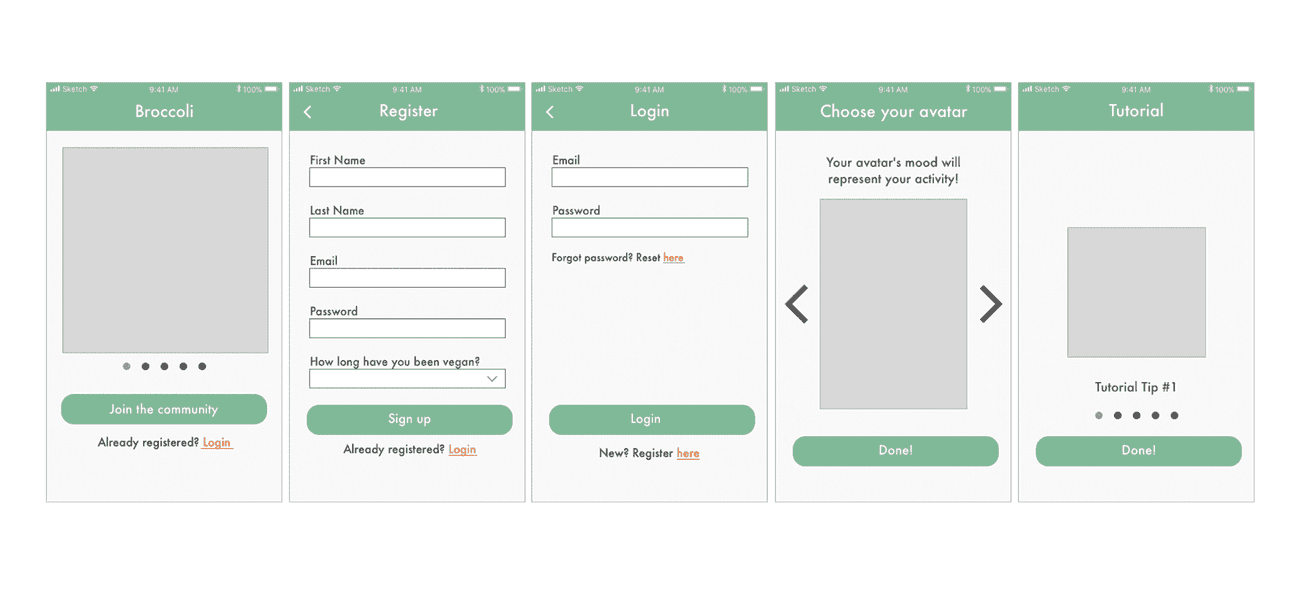 Sketch 9:41 AM 100%
Broccoli
Join the community
Already registered? Login
Sketch 9:41 AM 100%
Register
First Name
Last Name
Email
Password
How long have you been vegan?
Sign up
Already registered? Login
Sketch 9:41 AM 100%
Login
Email
Password
Forgot password? Reset here
Login
New? Register here
Sketch 9:41 AM 100%
Choose your avatar
Your avatar's mood will
represent your activity!
Done!
Sketch 9:41 AM 100%
Tutorial
Tutorial Tip #1
Done!